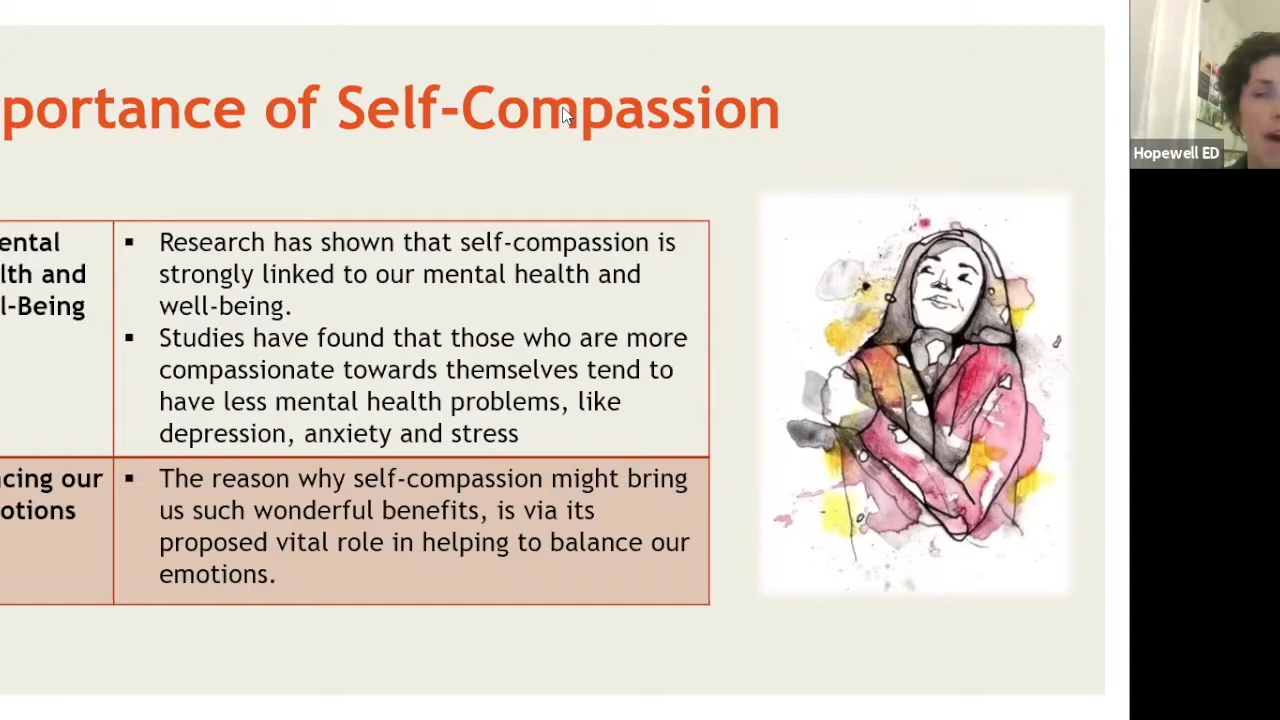 portance of Self-Compassion
Hopewell ED
ental
lth and
l-Being
▪ Research has shown that self-compassion is
strongly linked to our mental health and
well-being.
▪ Studies have found that those who are more
compassionate towards themselves tend to
have less mental health problems, like
depression, anxiety and stress
cing our
otions
▪ The reason why self-compassion might bring
us such wonderful benefits, is via its
proposed vital role in helping to balance our
emotions.